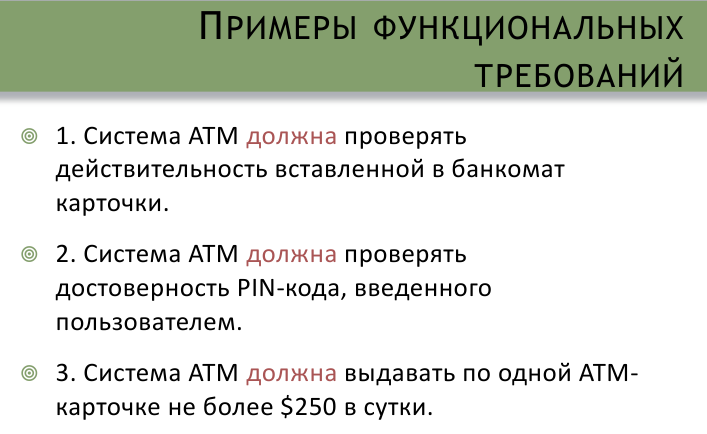 Примеры функциональных
требований
1. Система ATM должна проверять
действительность вставленной в банкомат
карточки.
2. Система ATM должна проверять
достоверность PIN-кода, введенного
пользователем.
3. Система ATM должна выдавать по одной ATM-
карточке не более $250 в сутки.